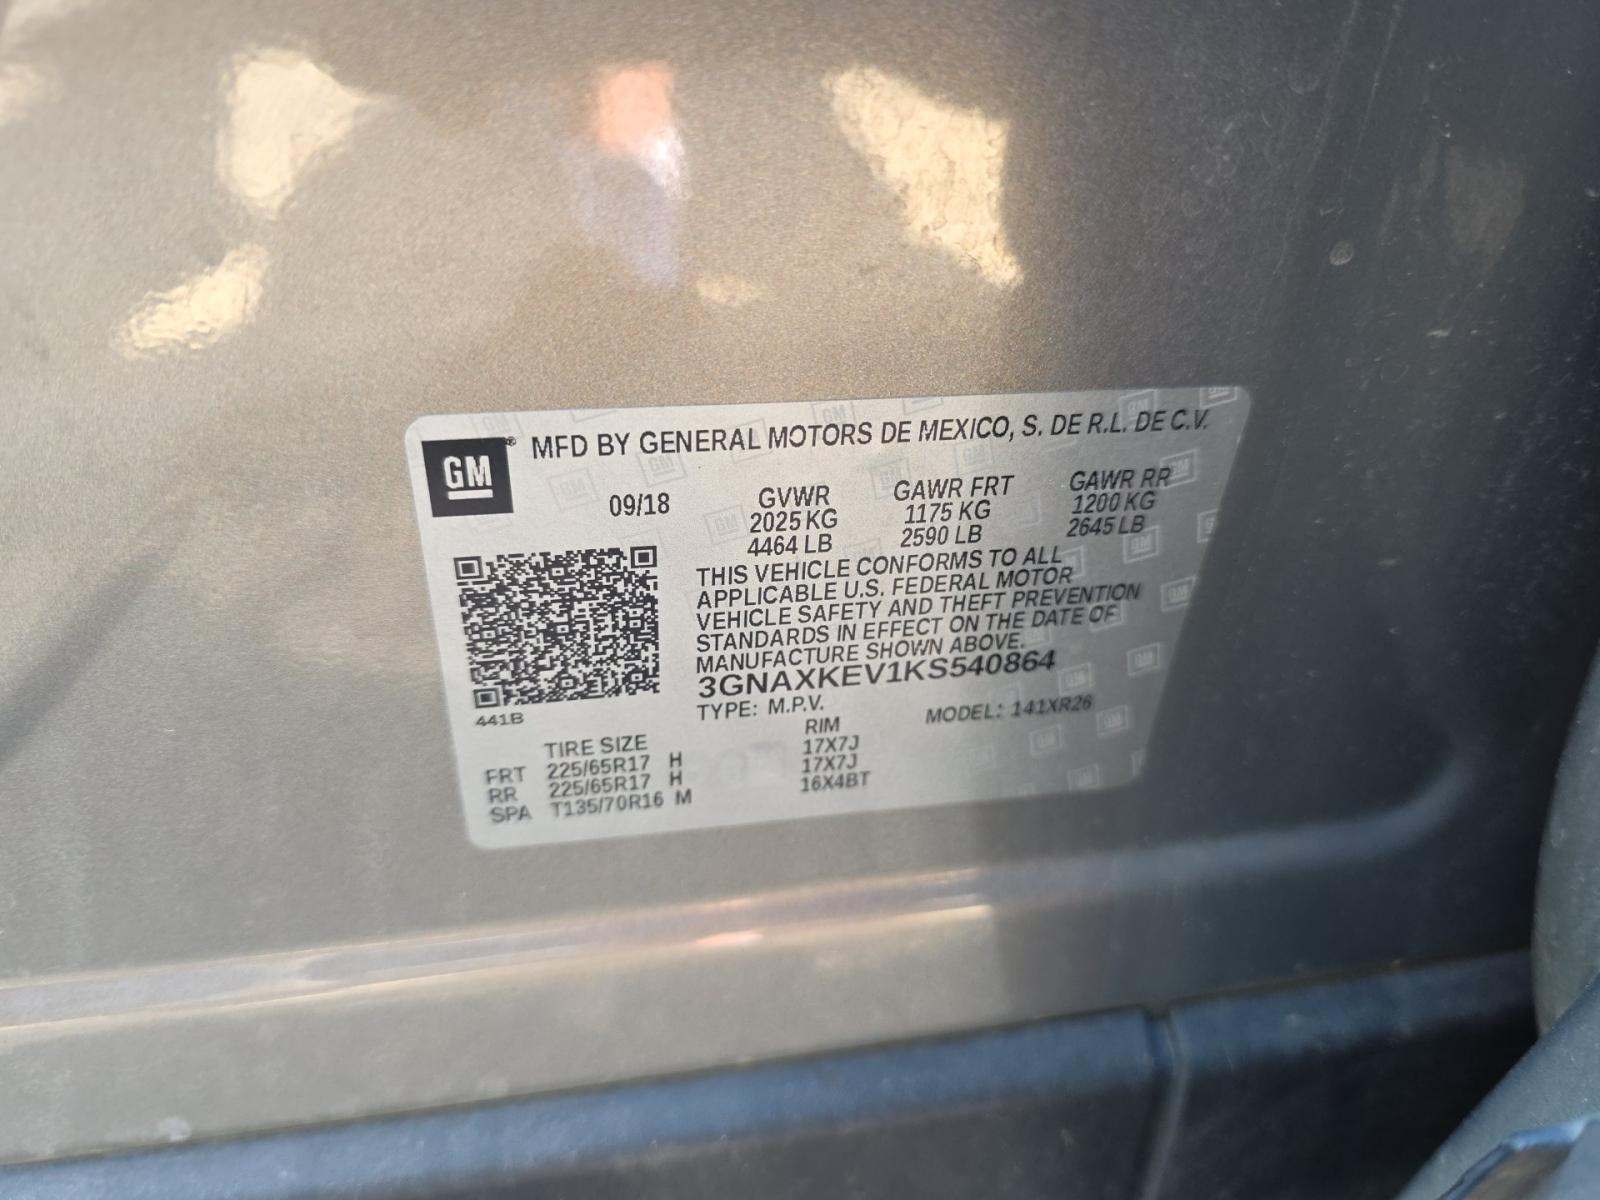 GM ® MFD BY GENERAL MOTORS DE MEXICO, S. DE R.L. DE C.V.
09/18 GVWR GAWR FRT GAWR RR
2025 KG 1175 KG 1200 KG
4464 LB 2590 LB 2645 LB
THIS VEHICLE CONFORMS TO ALL
APPLICABLE U.S. FEDERAL MOTOR
VEHICLE SAFETY AND THEFT PREVENTION
STANDARDS IN EFFECT ON THE DATE OF
MANUFACTURE SHOWN ABOVE.
3GNAXKEV1KS540864
441B
TYPE: M.P.V. MODEL: 141XR26
TIRE SIZE RIM
FRT 225/65R17 H 17X7J
RR 225/65R17 H 17X7J
SPA T135/70R16 M 16X4BT